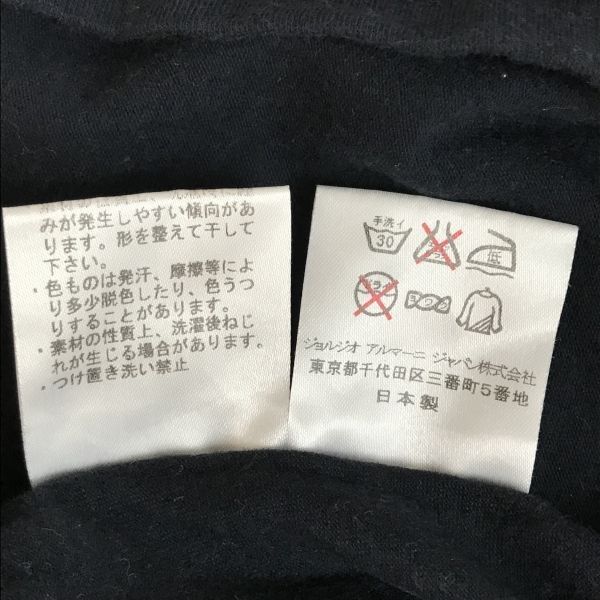 みが発生しやすい傾向があ
ります。形を整えて干して
下さい。
・色ものは発汗、摩擦等によ
り多少脱色したり、色うつ
りすることがあります。
・素材の性質上、洗濯後ねじ
れが生じる場合があります。
・つけ置き洗い禁止
手洗イ
30
低
ドライ
ヨワク
ジョルジオ アルマーニ ジャパン株式会社
東京都千代田区三番町5番地
日本製